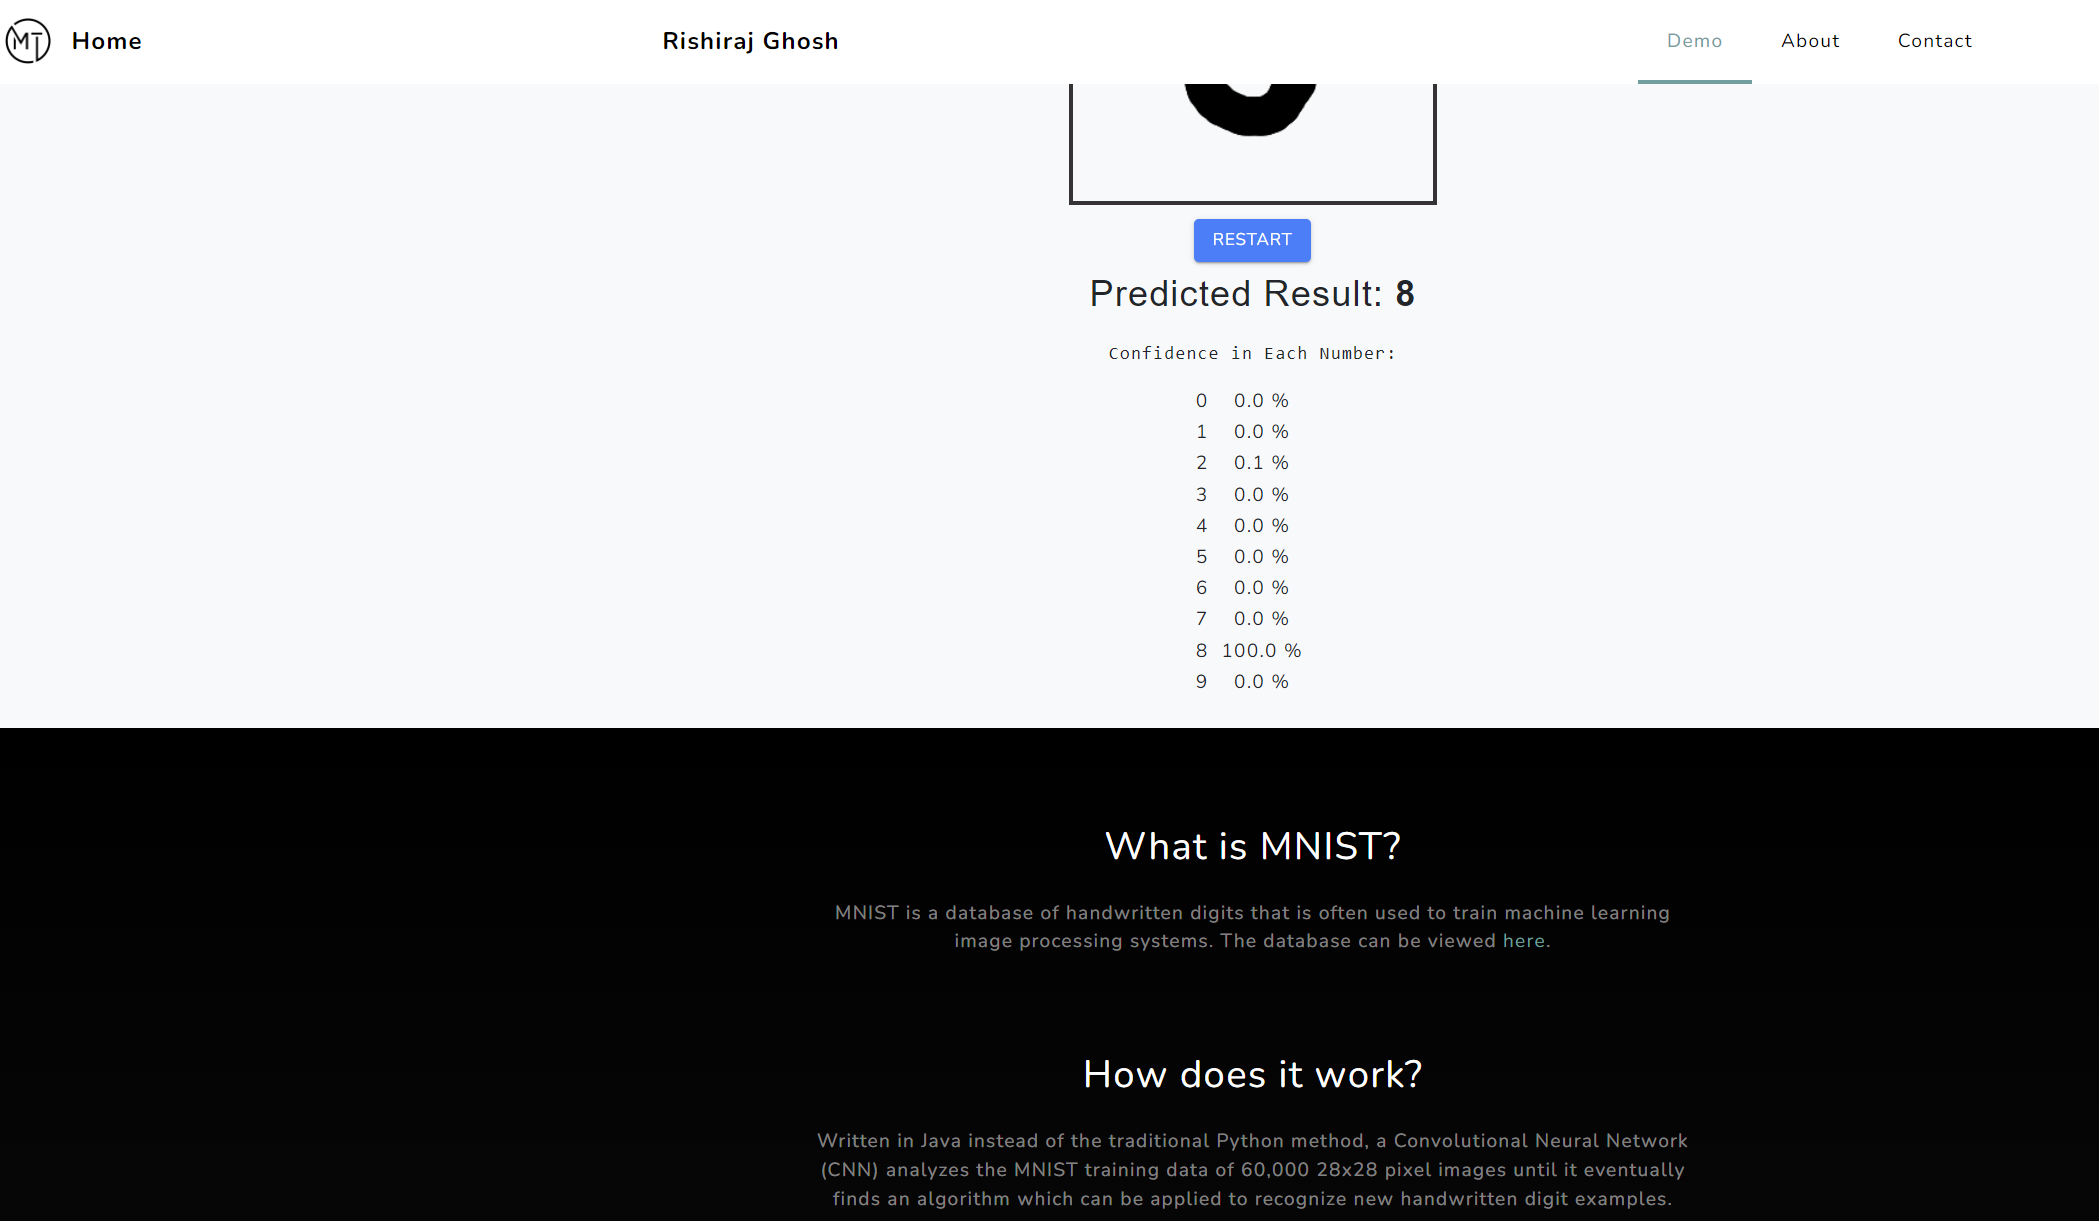 MT Home Rishiraj Ghosh Demo About Contact
RESTART
Predicted Result: 8
Confidence in Each Number:
0 0.0 %
1 0.0 %
2 0.1 %
3 0.0 %
4 0.0 %
5 0.0 %
6 0.0 %
7 0.0 %
8 100.0 %
9 0.0 %
What is MNIST?
MNIST is a database of handwritten digits that is often used to train machine learning
image processing systems. The database can be viewed here.
How does it work?
Written in Java instead of the traditional Python method, a Convolutional Neural Network
(CNN) analyzes the MNIST training data of 60,000 28x28 pixel images until it eventually
finds an algorithm which can be applied to recognize new handwritten digit examples.